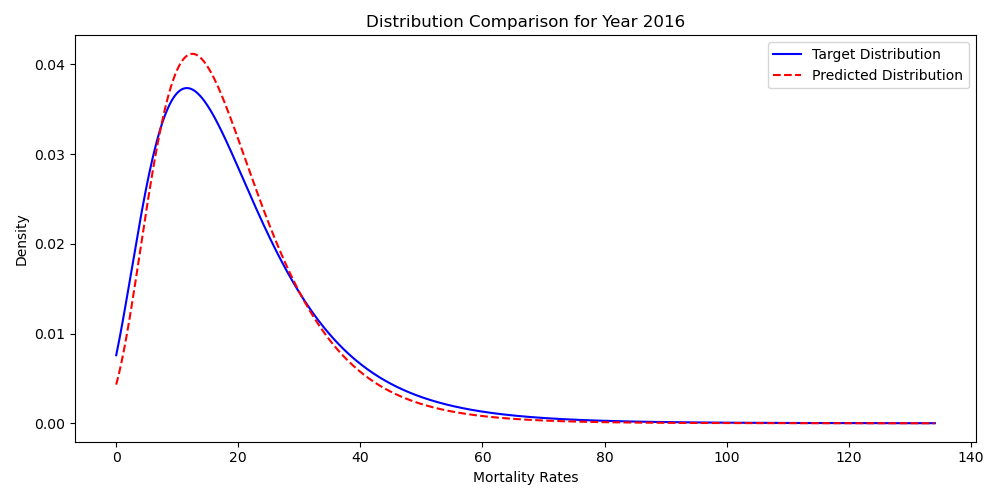 Distribution Comparison for Year 2016
Target Distribution
Predicted Distribution
Density
0.04
0.03
0.02
0.01
0.00
0 20 40 60 80 100 120 140
Mortality Rates